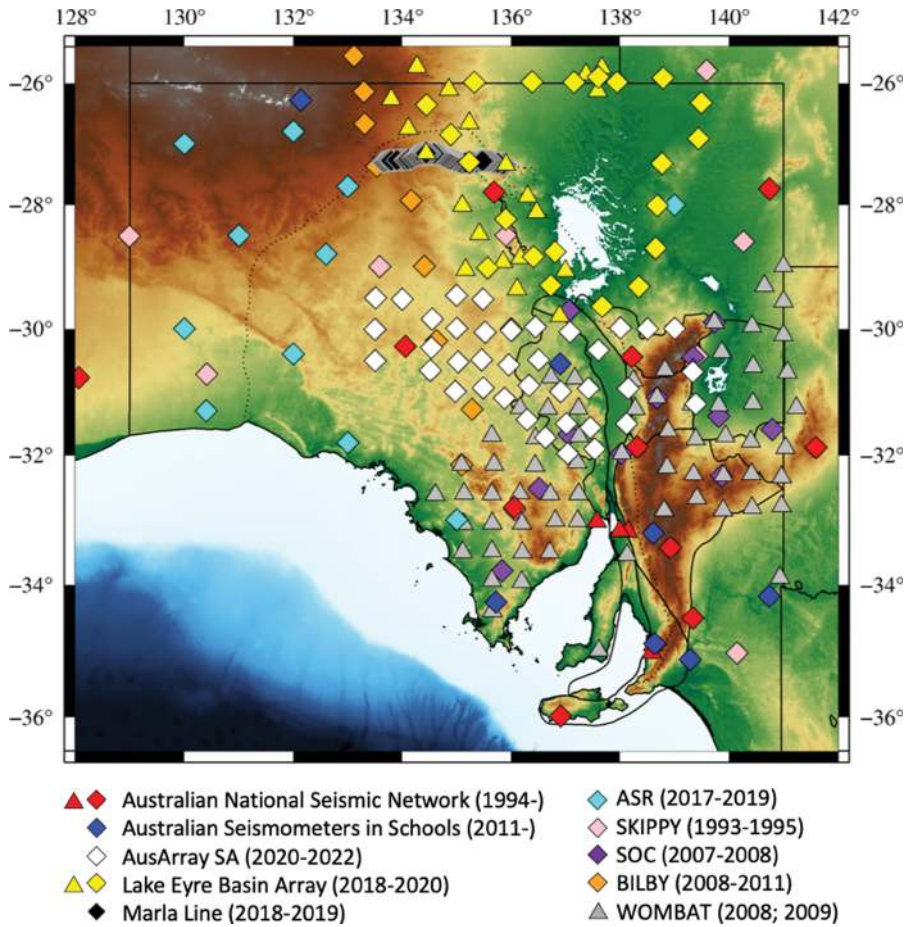 128° 130° 132° 134° 136° 138° 140° 142°
−26°
−28°
−30°
−32°
−34°
−36°
−26°
−28°
−30°
−32°
−34°
−36°
Australian National Seismic Network (1994-)
Australian Seismometers in Schools (2011-)
AusArray SA (2020-2022)
Lake Eyre Basin Array (2018-2020)
Marla Line (2018-2019)
ASR (2017-2019)
SKIPPY (1993-1995)
SOC (2007-2008)
BILBY (2008-2011)
WOMBAT (2008; 2009)